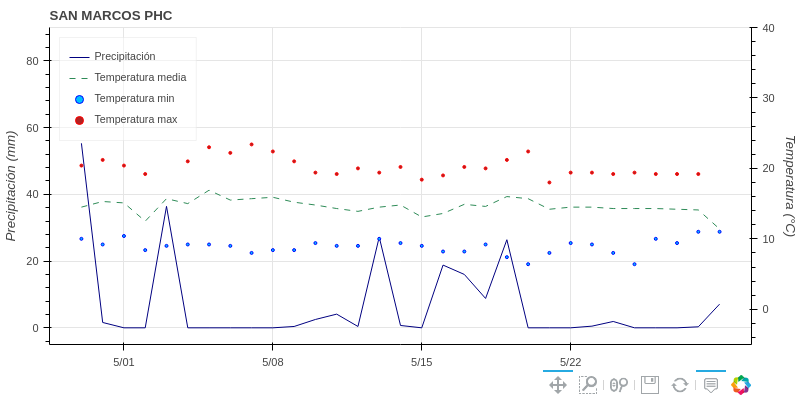 SAN MARCOS PHC
Precipitación
Temperatura media
Temperatura min
Temperatura max
Precipitación (mm)
80
60
40
20
0
40
30
20
10
0
Temperatura (°C)
5/01
5/08
5/15
5/22